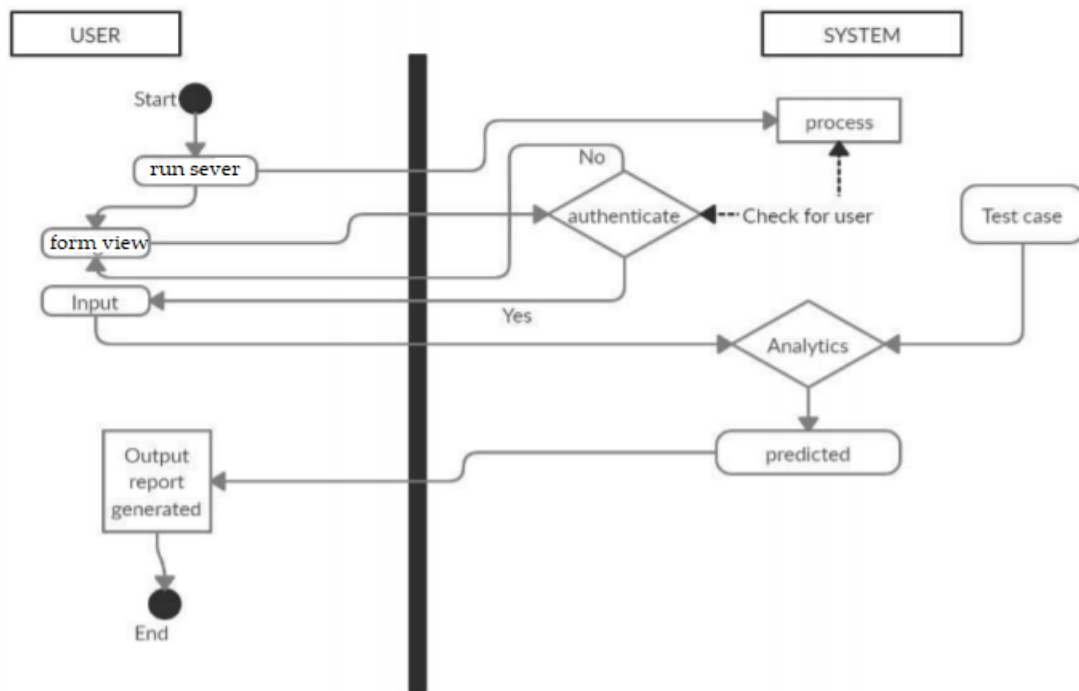 USER
SYSTEM
Start
process
run sever
No
authenticate
Check for user
Test case
form view
Input
Yes
Analytics
Output
report
generated
predicted
End